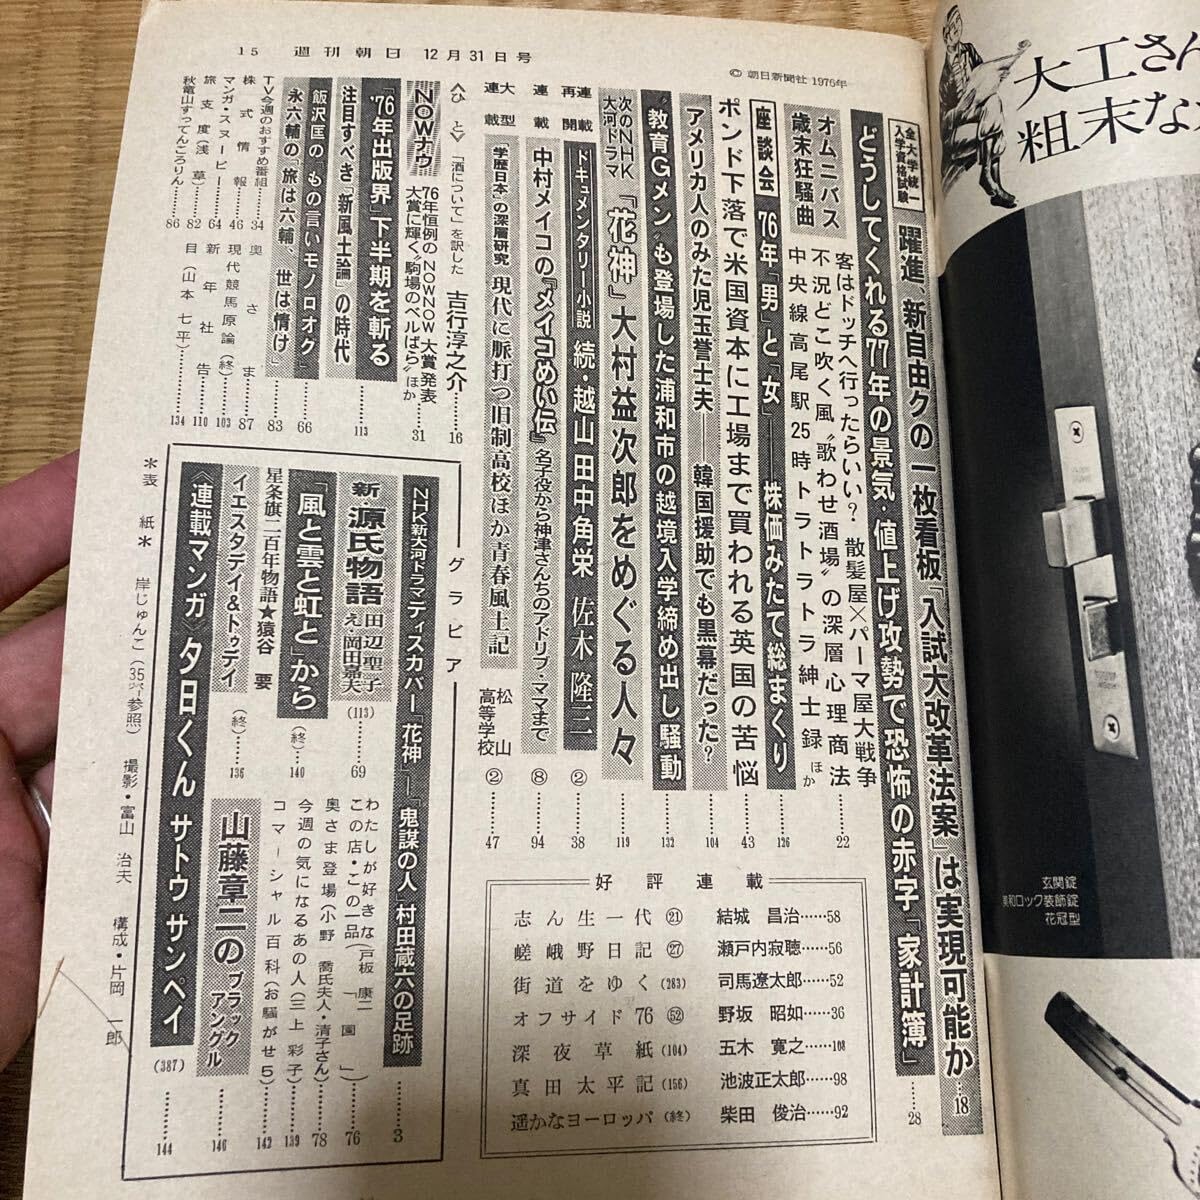 15 週刊朝日 12月31日号
© 朝日新聞社 1976年
全大学統一入学資格試験
躍進、新自由クの一枚看板「入試大改革法案」は実現可能か…18
どうしてくれる77年の景気・値上げ攻勢で恐怖の赤字「家計簿」……28
オムニバス
歳末狂騒曲
客はドッチへ行ったらいい? 散髪屋×パーマ屋大戦争
不況どこ吹く風“歌わせ酒場”の深層心理商法
中央線高尾駅25時トラトラトラ紳士録 ほか……22
座談会 76年「男」と「女」――株価みたて総まくり……126
ポンド下落で米国資本に工場まで買われる英国の苦悩……43
アメリカ人のみた児玉誉士夫――韓国援助でも黒幕だった?……104
“教育Gメン”も登場した浦和市の越境入学締め出し騒動……132
次のNHK大河ドラマ
「花神」大村益次郎をめぐる人々……119
連載再開
ドキュメンタリー小説 続・越山田中角栄 佐木隆三 ②……38
連載
中村メイコの『メイコめい伝』名子役から神津さんちのアドリブ・ママまで ⑧……94
大型連載
“学歴日本”の深層研究 現代に脈打つ旧制高校ほか青春風土記 松山高等学校 ②……47
〈ひと〉「酒について」を訳した 吉行淳之介……16
NOWナウ
76年恒例のNOWNOW大賞発表
大賞に輝く“駒場のベルばら”ほか……31
'76年出版界”下半期を斬る
注目すべき「新風土論」の時代……113
飯沢匡の「もの言いモノロオグ」……66
永六輔の「旅は六輔、世は情け」……83
TV今週のおすすめ番組……34
株式情報……46
マンガ・スヌーピー……64
旅支度(浅草)……82
秋竜山すってんころりん……86
奥さま……87
現代競馬原論(終)…103
新年社告……110
目(山本七平)……134
グラビア
NHK新大河ドラマディスカバー「花神」―「鬼謀の人」村田蔵六の足跡……3
新源氏物語 田辺聖子
え・岡田嘉夫 (113)……69
「風と雲と虹と」から (終)……140
星条旗二百年物語★猿谷 要
イエスタデイ&トゥデイ (終)……136
わたしが好きな(戸板康二「園」)……76
この店・この一品
奥さま登場(小野 喬氏夫人・清子さん)……78
今週の気になるあの人(三上彩子)……139
コマーシャル百科(お騒がせ5)……142
山藤章二のブラックアングル……146
〈連載マンガ〉夕日くん サトウサンペイ (387)……144
好評連載
志ん生一代 ㉑ 結城 昌治……58
嵯峨野日記 ㉗ 瀬戸内寂聴……56
街道をゆく (283) 司馬遼太郎……52
オフサイド76 52 野坂 昭如……36
深夜草紙 (104) 五木 寛之……108
真田太平記 (156) 池波正太郎……98
遥かなヨーロッパ (終) 柴田 俊治……92
*表紙* 岸じゅんこ(35ページ参照) 撮影・富山 治夫 構成・片岡 一郎
大工さん
粗末な
玄関錠
美和ロック装飾錠
花冠型